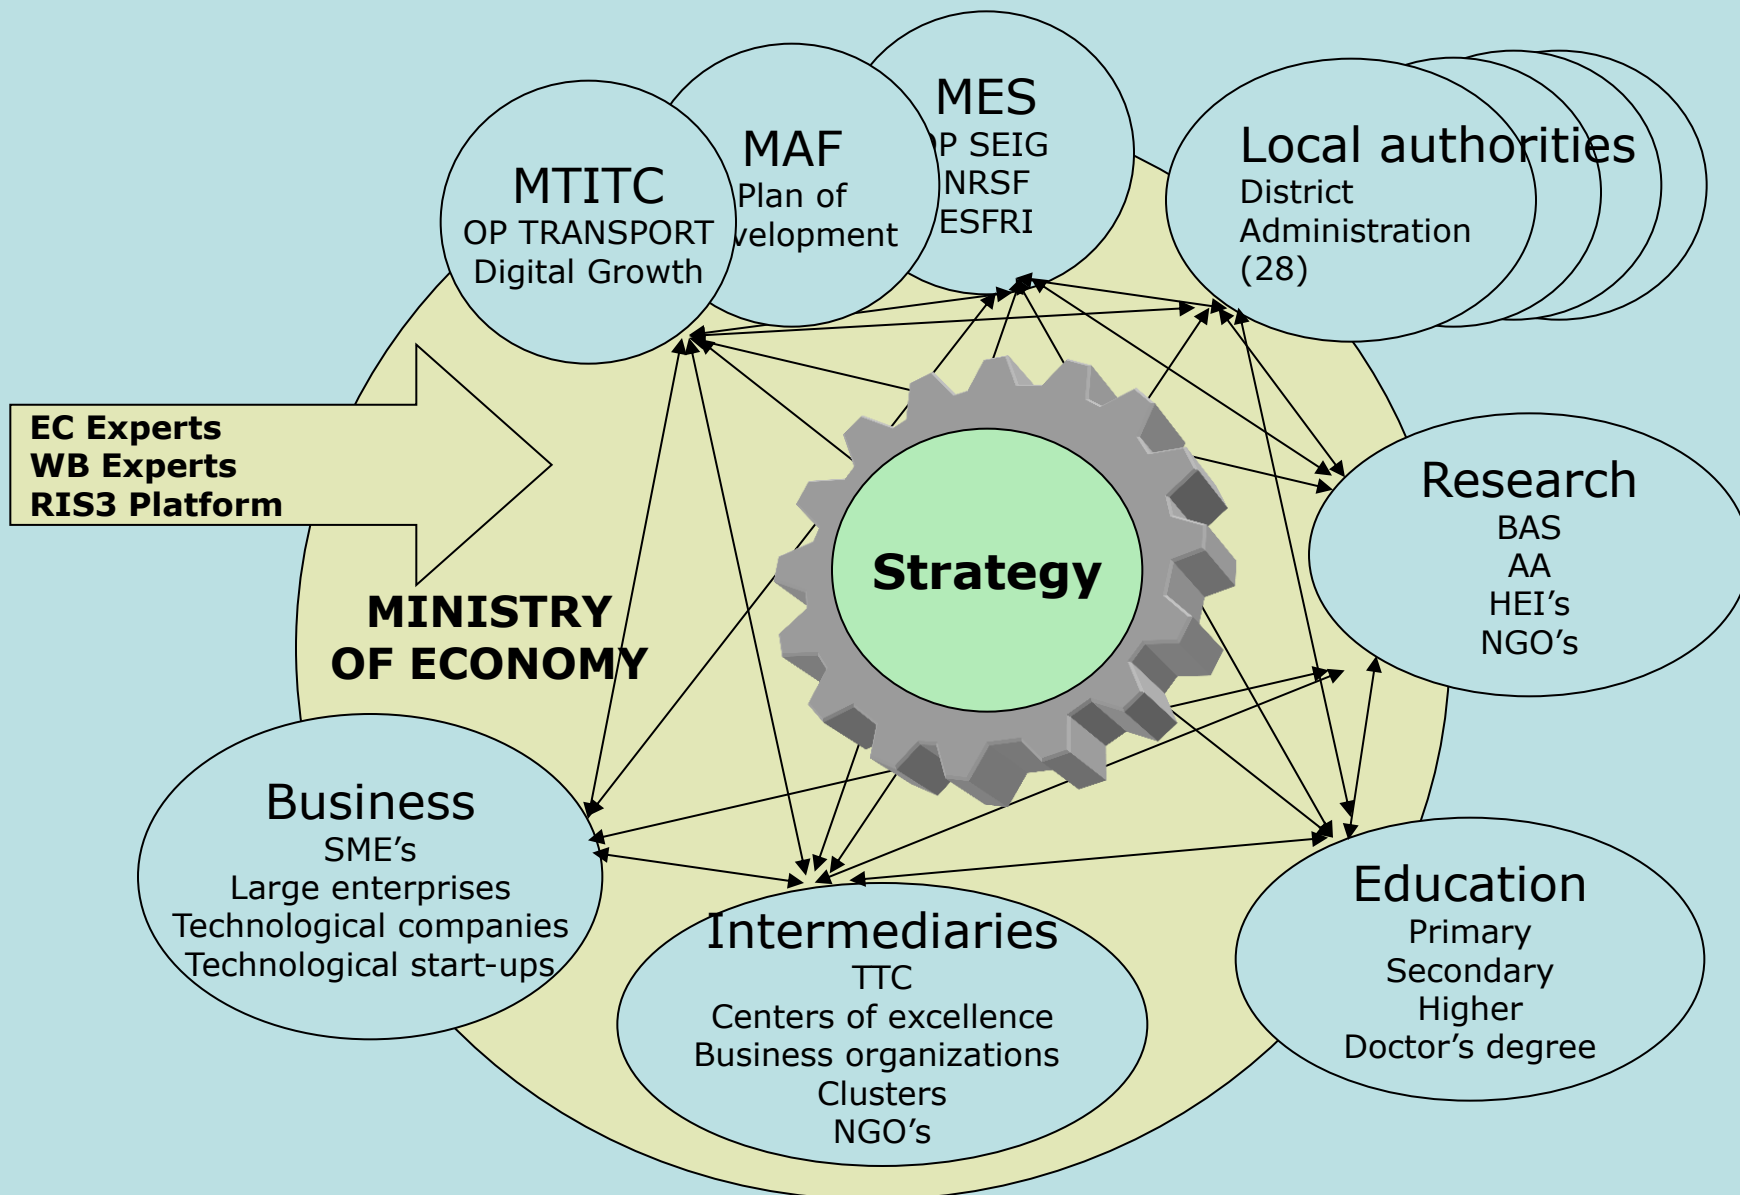 MES
OP SEIG
NRSF
ESFRI
MAF
Plan of
velopment
MTITC
OP TRANSPORT
Digital Growth
Local authorities
District
Administration
(28)
EC Experts
WB Experts
RIS3 Platform
Strategy
Research
BAS
AA
HEI’s
NGO’s
MINISTRY
OF ECONOMY
Business
SME’s
Large enterprises
Technological companies
Technological start-ups
Intermediaries
TTC
Centers of excellence
Business organizations
Clusters
NGO’s
Education
Primary
Secondary
Higher
Doctor’s degree